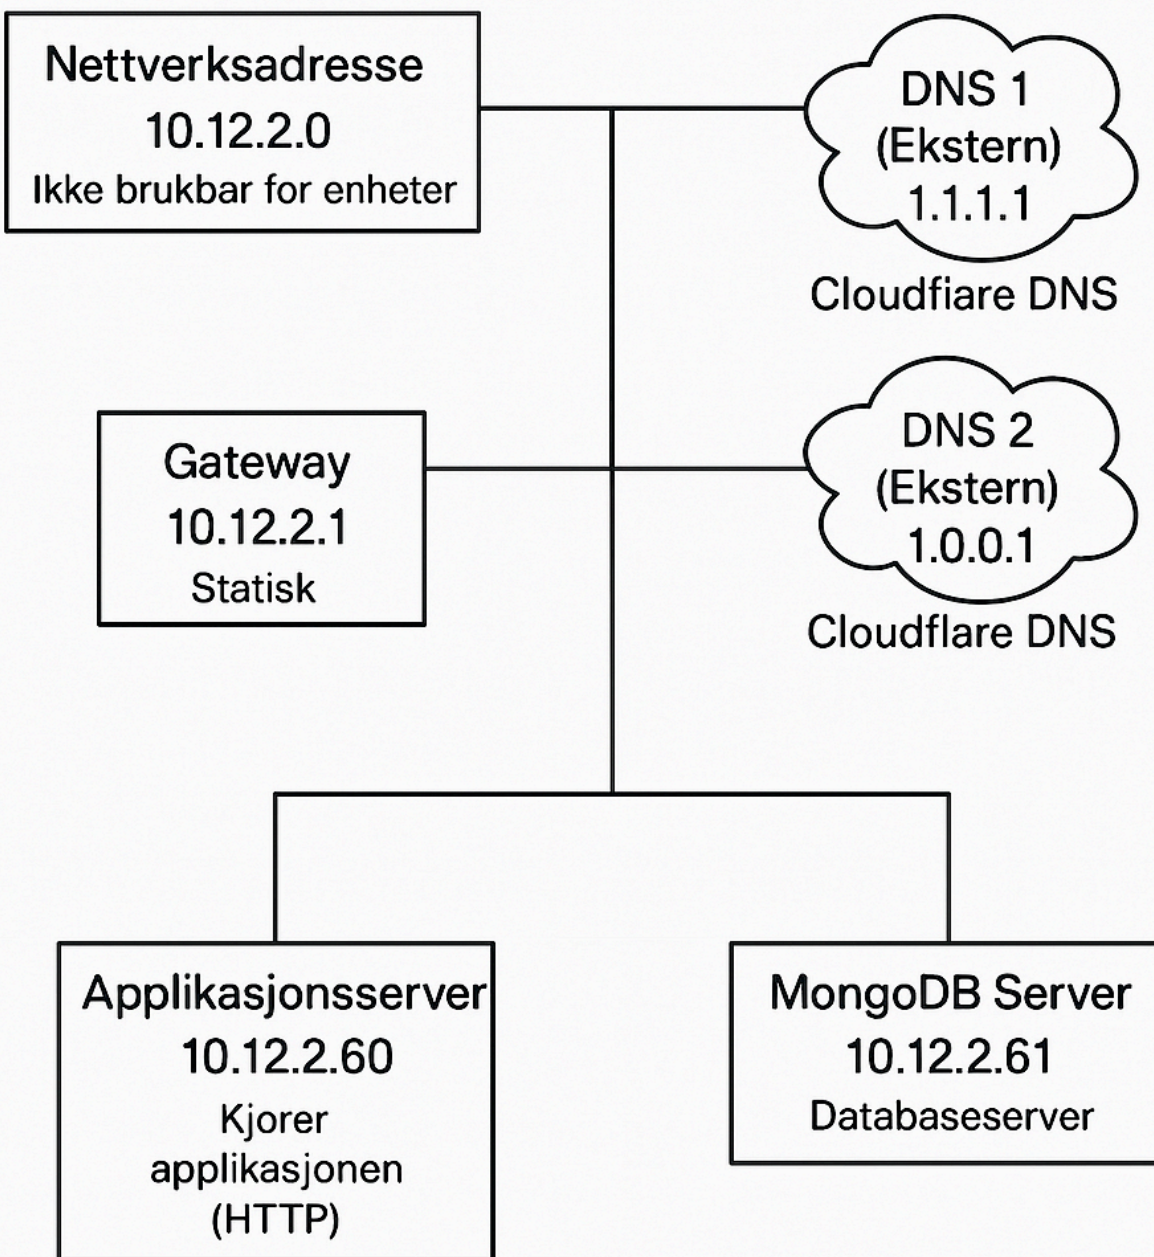 Nettverksadresse
10.12.2.0
Ikke brukbar for enheter
DNS 1
(Ekstern)
1.1.1.1
Cloudfiare DNS
Gateway
10.12.2.1
Statisk
DNS 2
(Ekstern)
1.0.0.1
Cloudflare DNS
Applikasjonsserver
10.12.2.60
Kjorer
applikasjonen
(HTTP)
MongoDB Server
10.12.2.61
Databaseserver